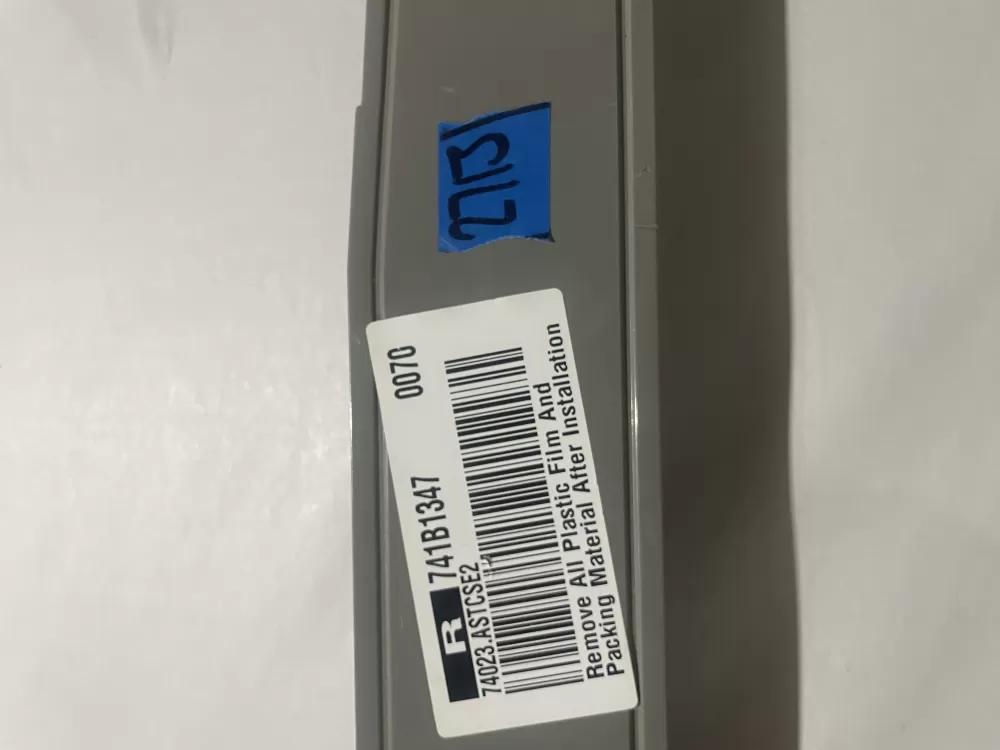 2713
0070
R 741B1347
74023.ASTCSE2
Remove All Plastic Film And
Packing Material After Installation